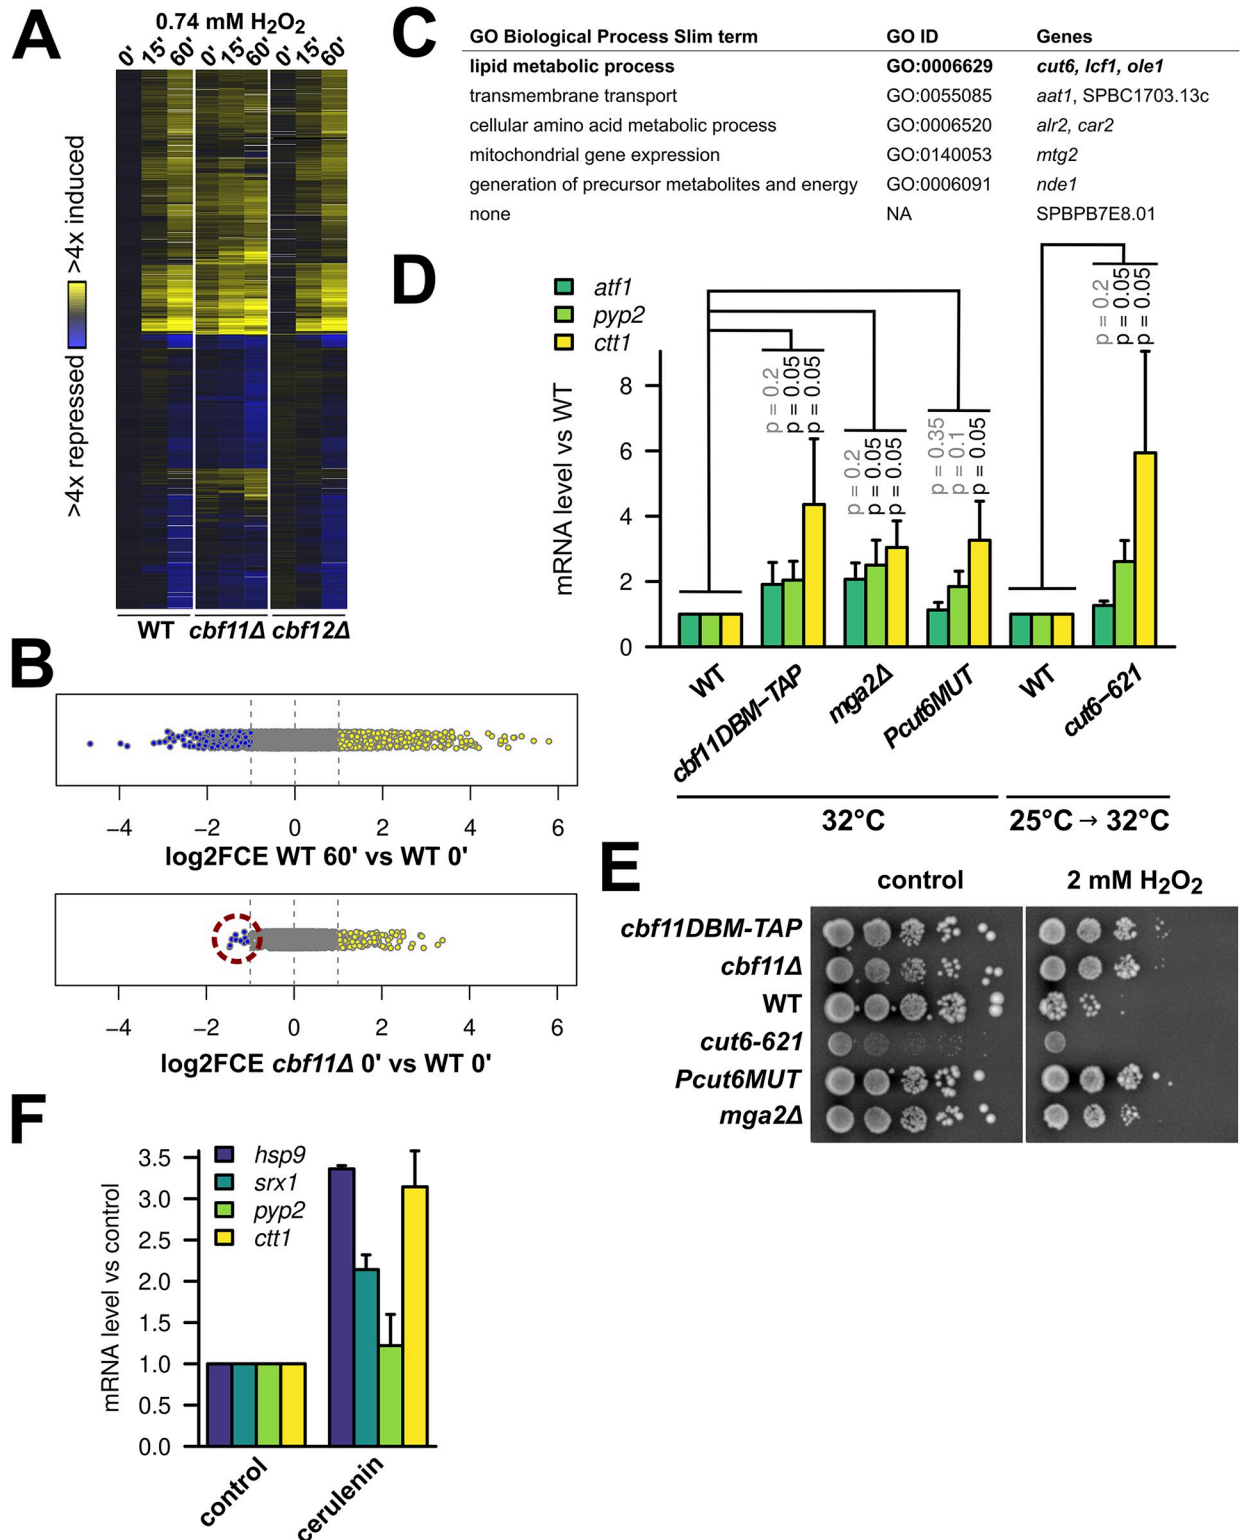 A
0.74 mM H₂O₂
0' 15' 60' 0' 15' 60' 0' 15' 60'
>4x repressed >4x induced
WT cbf11Δ cbf12Δ
B
−4 −2 0 2 4 6
log2FCE WT 60' vs WT 0'
−4 −2 0 2 4 6
log2FCE cbf11Δ 0' vs WT 0'
C
GO Biological Process Slim term GO ID Genes
lipid metabolic process GO:0006629 cut6, lcf1, ole1
transmembrane transport GO:0055085 aat1, SPBC1703.13c
cellular amino acid metabolic process GO:0006520 alr2, car2
mitochondrial gene expression GO:0140053 mtg2
generation of precursor metabolites and energy GO:0006091 nde1
none NA SPBPB7E8.01
D
atf1
pyp2
ctt1
mRNA level vs WT
8
6
4
2
0
p = 0.2
p = 0.05
p = 0.05
p = 0.2
p = 0.05
p = 0.05
p = 0.35
p = 0.1
p = 0.05
p = 0.2
p = 0.05
p = 0.05
WT
cbf11DBM−TAP
mga2Δ
Pcut6MUT
WT
cut6−621
32°C
25°C → 32°C
E
control 2 mM H₂O₂
cbf11DBM-TAP
cbf11Δ
WT
cut6-621
Pcut6MUT
mga2Δ
F
hsp9
srx1
pyp2
ctt1
mRNA level vs control
3.5
3.0
2.5
2.0
1.5
1.0
0.5
0.0
control
cerulenin